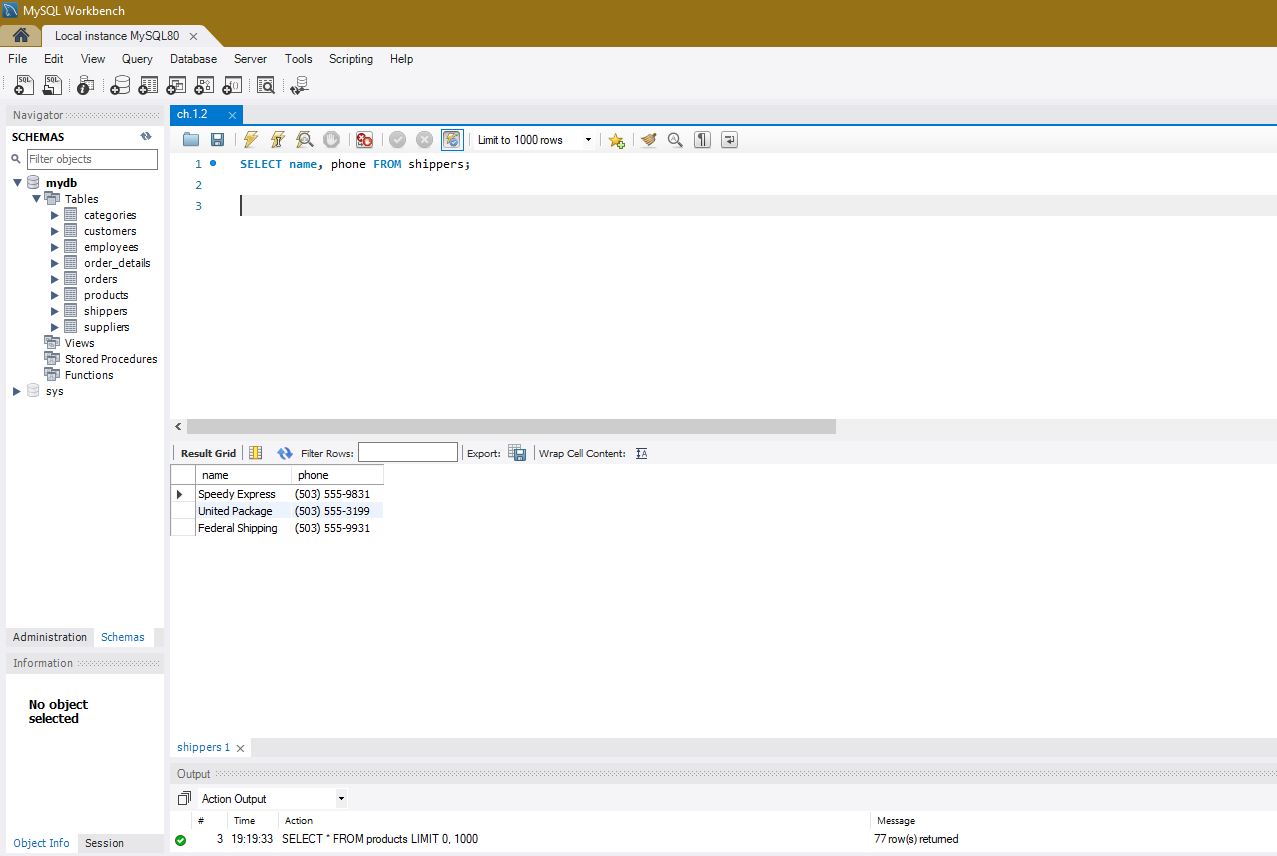 MySQL Workbench
Local instance MySQL80
File Edit View Query Database Server Tools Scripting Help
Navigator
SCHEMAS
Filter objects
mydb
Tables
categories
customers
employees
order_details
orders
products
shippers
suppliers
Views
Stored Procedures
Functions
sys
Administration Schemas
Information
No object
selected
Object Info Session
ch.1.2
Limit to 1000 rows
1 SELECT name, phone FROM shippers;
2
3
Result Grid Filter Rows: Export: Wrap Cell Content:
name phone
Speedy Express (503) 555-9831
United Package (503) 555-3199
Federal Shipping (503) 555-9931
shippers 1
Output
Action Output
# Time Action Message
3 19:19:33 SELECT * FROM products LIMIT 0, 1000 77 row(s) returned